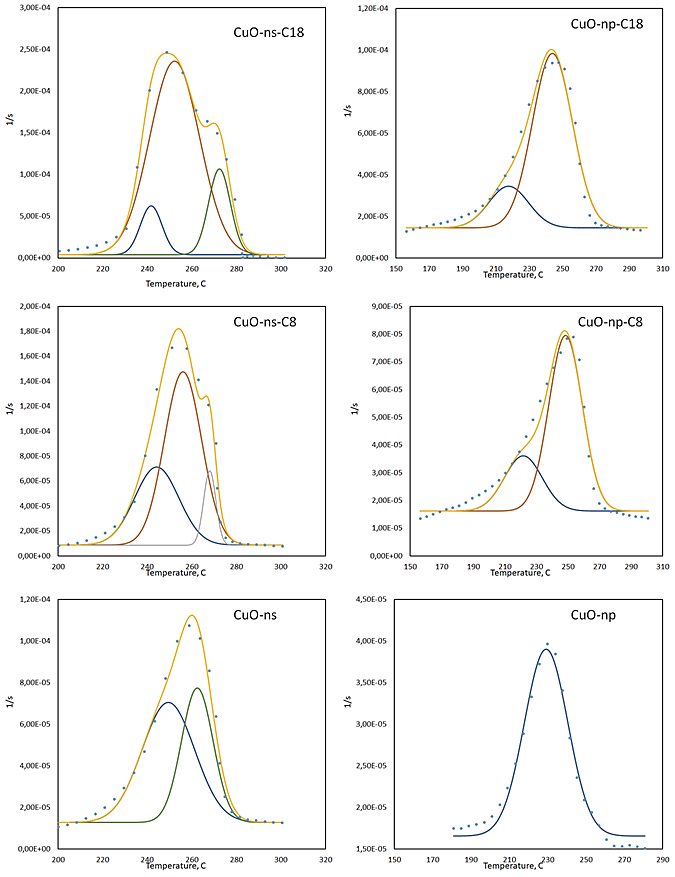 CuO-ns-C18
3,00E-04
2,50E-04
2,00E-04
1,50E-04
1,00E-04
5,00E-05
0,00E+00
1/s
200 220 240 260 280 300 320
Temperature, C
CuO-np-C18
1,20E-04
1,00E-04
8,00E-05
6,00E-05
4,00E-05
2,00E-05
0,00E+00
1/s
150 170 190 210 230 250 270 290 310
Temperature, C
CuO-ns-C8
2,00E-04
1,80E-04
1,60E-04
1,40E-04
1,20E-04
1,00E-04
8,00E-05
6,00E-05
4,00E-05
2,00E-05
0,00E+00
1/s
200 220 240 260 280 300 320
Temperature, C
CuO-np-C8
9,00E-05
8,00E-05
7,00E-05
6,00E-05
5,00E-05
4,00E-05
3,00E-05
2,00E-05
1,00E-05
0,00E+00
1/s
150 170 190 210 230 250 270 290 310
Temperature, C
CuO-ns
1,20E-04
1,00E-04
8,00E-05
6,00E-05
4,00E-05
2,00E-05
0,00E+00
1/s
200 220 240 260 280 300 320
Temperature, C
CuO-np
4,50E-05
4,00E-05
3,50E-05
3,00E-05
2,50E-05
2,00E-05
1,50E-05
1/s
150 170 190 210 230 250 270 290
Temperature, C